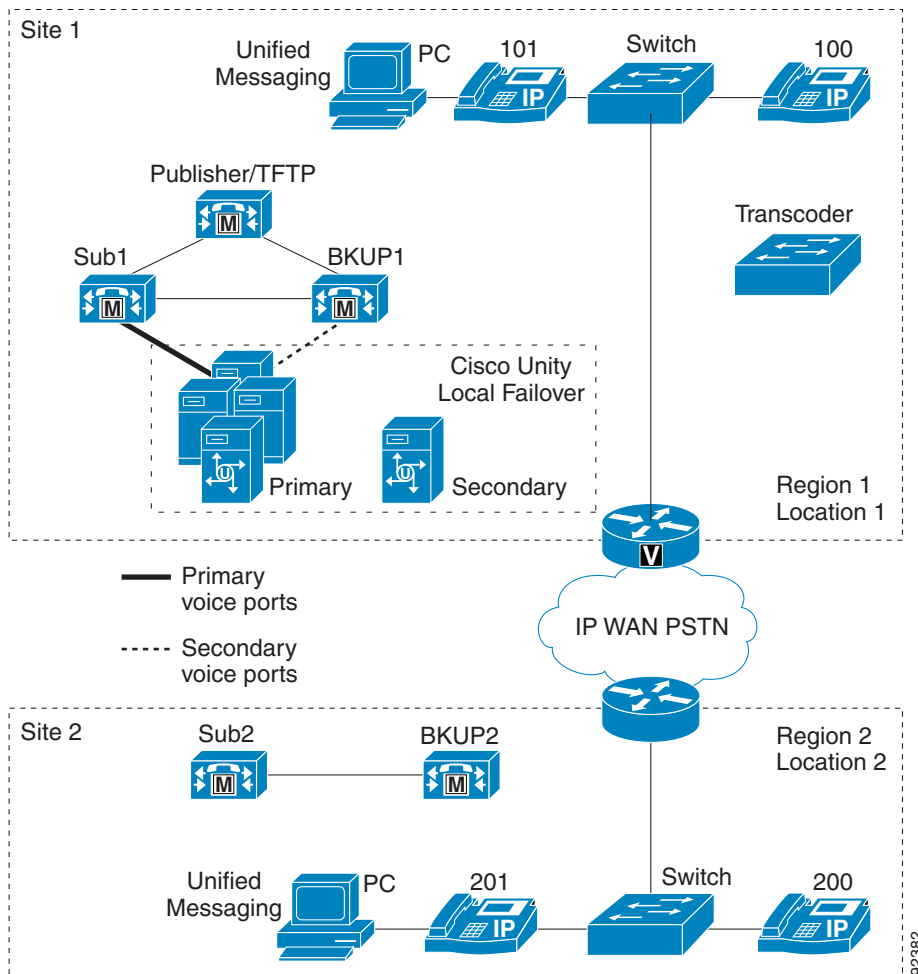 Site 1
Unified
Messaging
PC
101
Switch
100
IP
IP
Publisher/TFTP
M
Transcoder
Sub1
BKUP1
M
M
Cisco Unity
Local Failover
U
U
Primary
Secondary
Region 1
Location 1
V
Primary
voice ports
IP WAN PSTN
Secondary
voice ports
Site 2
Sub2
BKUP2
Region 2
Location 2
M
M
Unified
Messaging
PC
201
Switch
200
IP
IP
92382